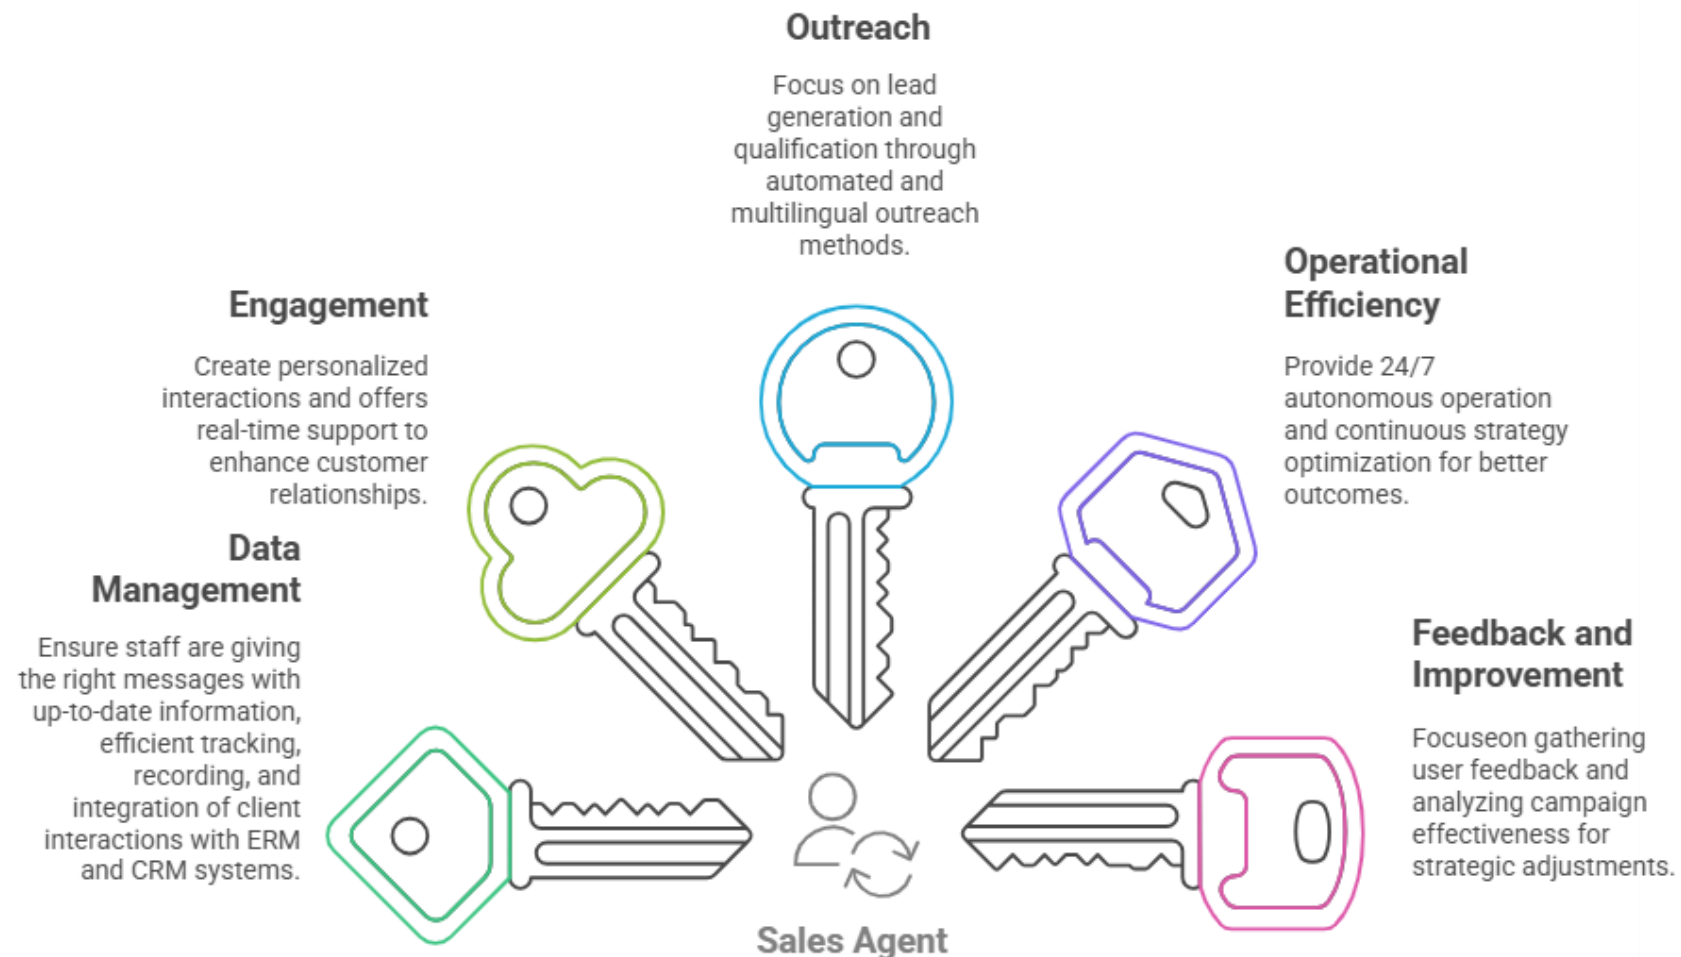 Outreach
Focus on lead
generation and
qualification through
automated and
multilingual outreach
methods.
Engagement
Create personalized
interactions and offers
real-time support to
enhance customer
relationships.
Operational
Efficiency
Provide 24/7
autonomous operation
and continuous strategy
optimization for better
outcomes.
Data
Management
Ensure staff are giving
the right messages with
up-to-date information,
efficient tracking,
recording, and
integration of client
interactions with ERM
and CRM systems.
Feedback and
Improvement
Focuseon gathering
user feedback and
analyzing campaign
effectiveness for
strategic adjustments.
Sales Agent